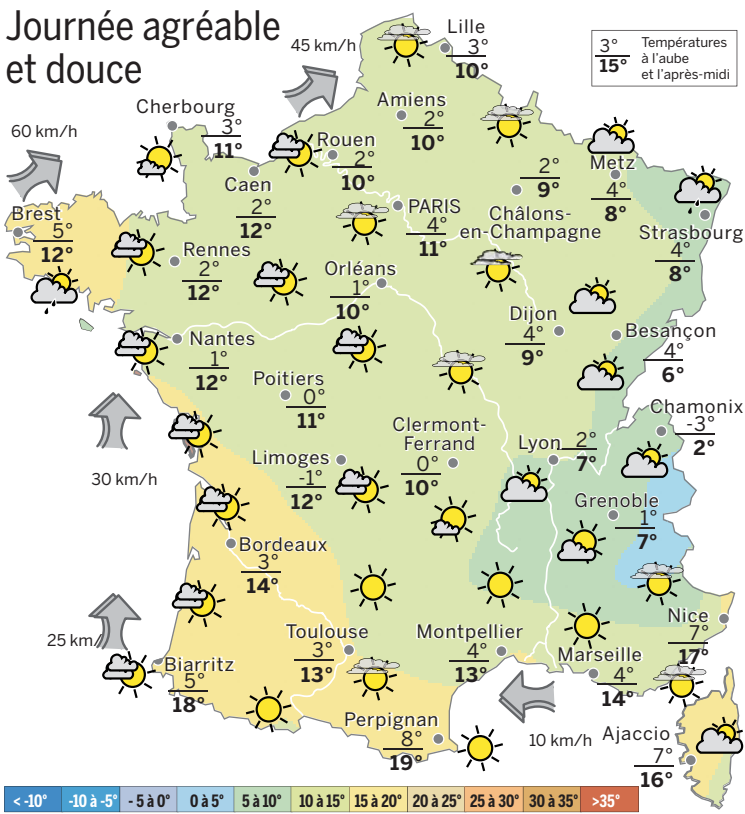 Journée agréable
et douce
3° Températures
15° à l'aube
et l'après-midi
45 km/h
60 km/h
Lille
3°
10°
Amiens
2°
10°
Cherbourg
3°
11°
Rouen
2°
10°
Caen
2°
12°
PARIS
4°
11°
2°
9°
Châlons-
en-Champagne
Metz
4°
8°
Strasbourg
4°
8°
Brest
5°
12°
Rennes
2°
12°
Orléans
1°
10°
Dijon
4°
9°
Besançon
4°
6°
Nantes
1°
12°
Poitiers
0°
11°
Clermont-
Ferrand
0°
10°
Chamonix
-3°
2°
Lyon 2°
7°
30 km/h
Limoges
-1°
12°
Grenoble
1°
7°
Bordeaux
3°
14°
25 km/
Toulouse
3°
13°
Montpellier
4°
13°
Nice
7°
17°
Marseille
4°
14°
Biarritz
5°
18°
Perpignan
8°
19°
10 km/h
Ajaccio
7°
16°
< -10° -10 à -5° - 5 à 0° 0 à 5° 5 à 10° 10 à 15° 15 à 20° 20 à 25° 25 à 30° 30 à 35° >35°